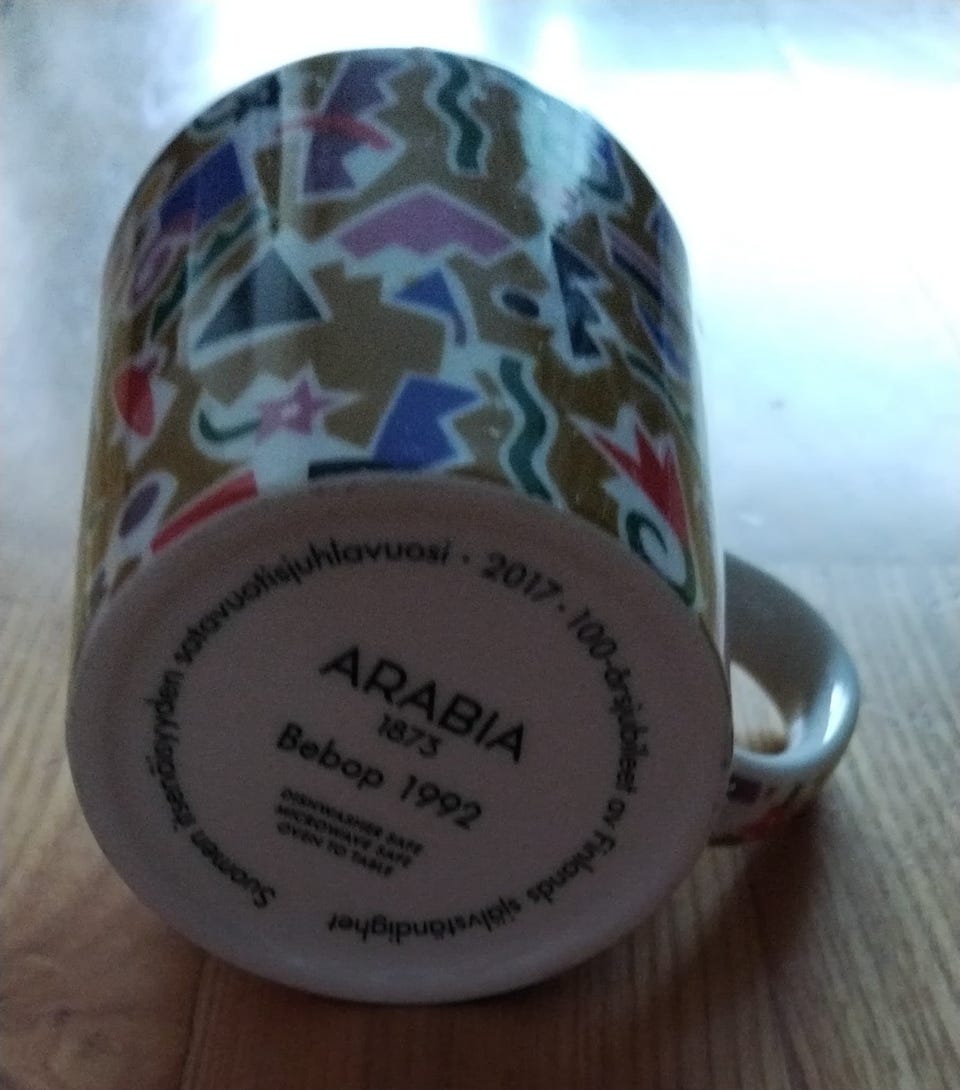 Suomen itsenäisyyden satavuotisjuhlavuosi · 2017 · 100-årsjubileet av Finlands självständighet
ARABIA
1873
Bebop 1992
DISHWASHER SAFE
MICROWAVE SAFE
OVEN TO TABLE